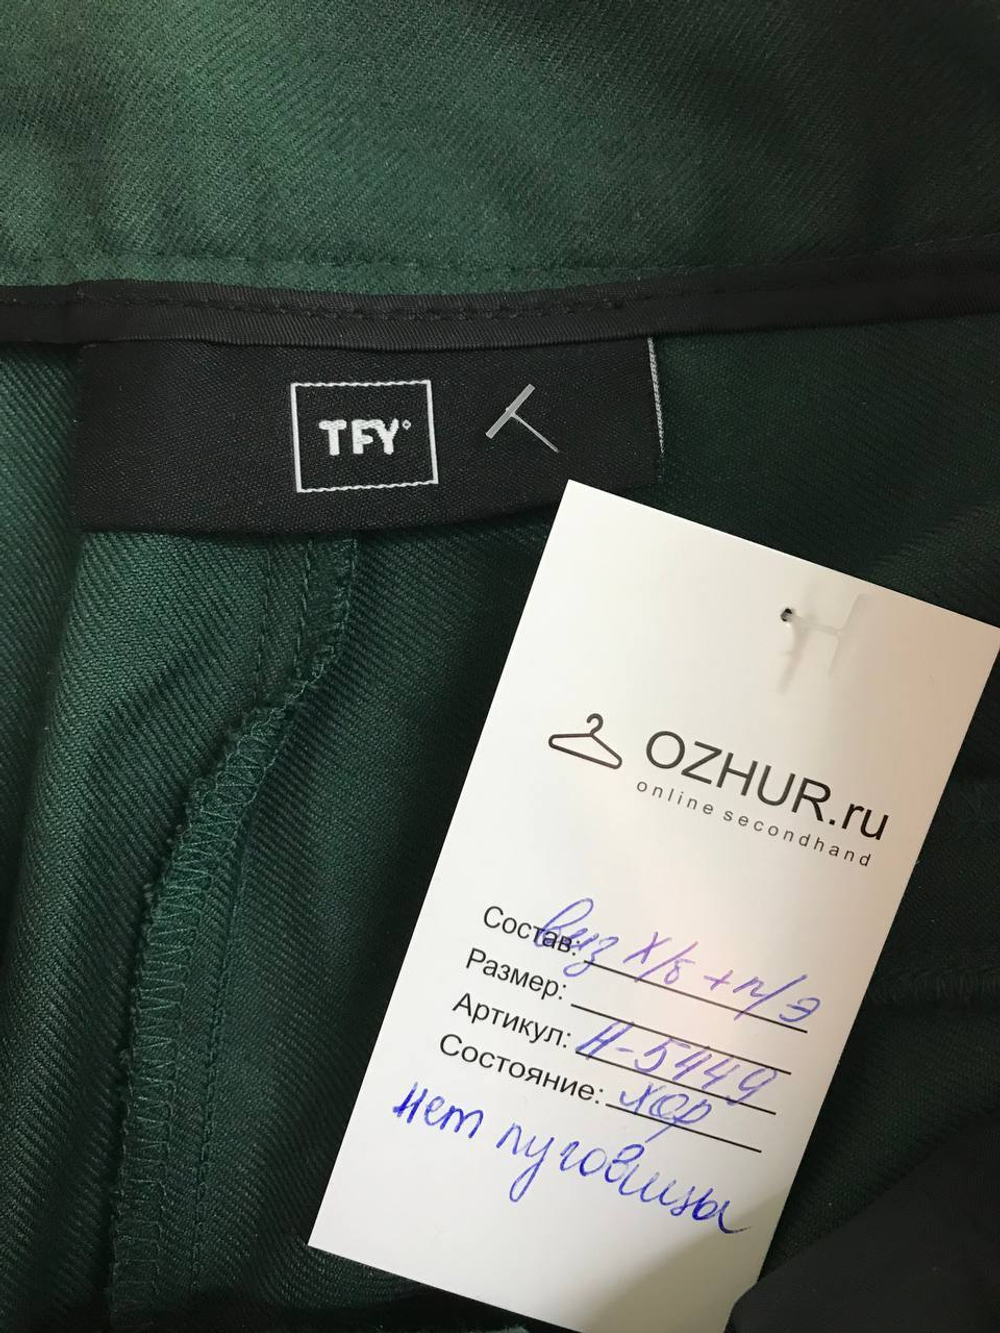 TFY°
OZHUR.ru
online secondhand
Состав: виз х/б + п/э
Размер:
Артикул: Н-5449
Состояние: хор
нет пуговицы